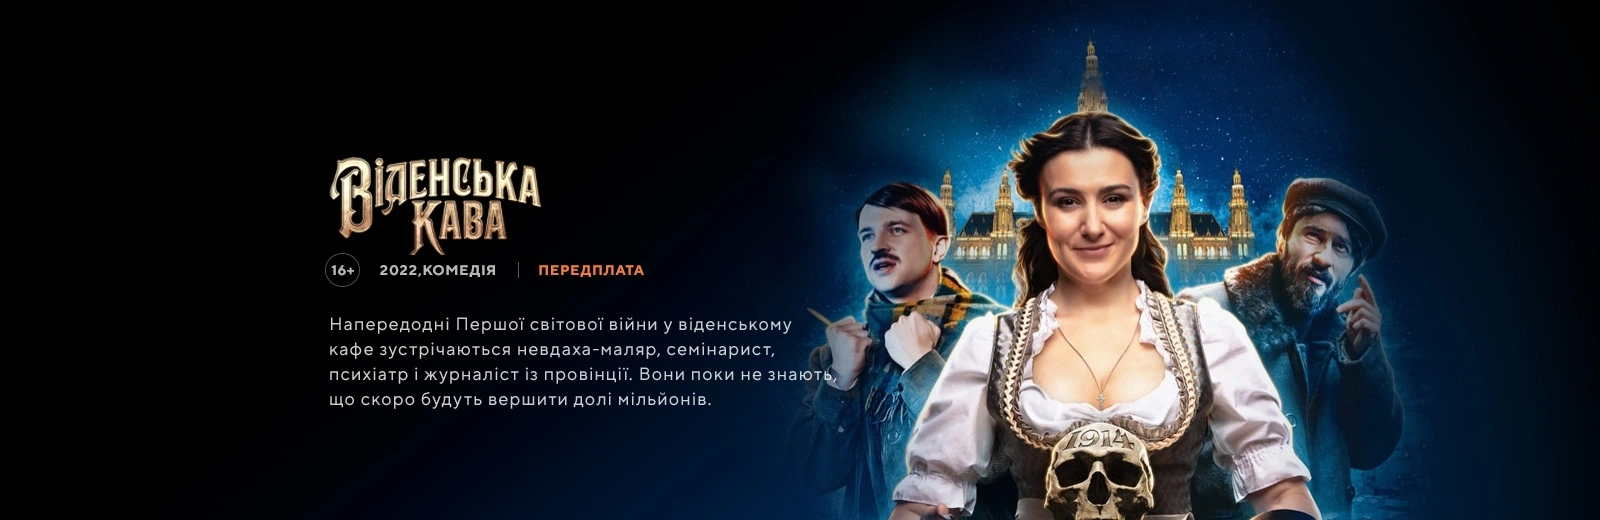 ВІДЕНСЬКА
КАВА
16+ 2022,КОМЕДІЯ ПЕРЕДПЛАТА
Напередодні Першої світової війни у віденському
кафе зустрічаються невдаха-маляр, семінарист,
психіатр і журналіст із провінції. Вони поки не знають,
що скоро будуть вершити долі мільйонів.
1914